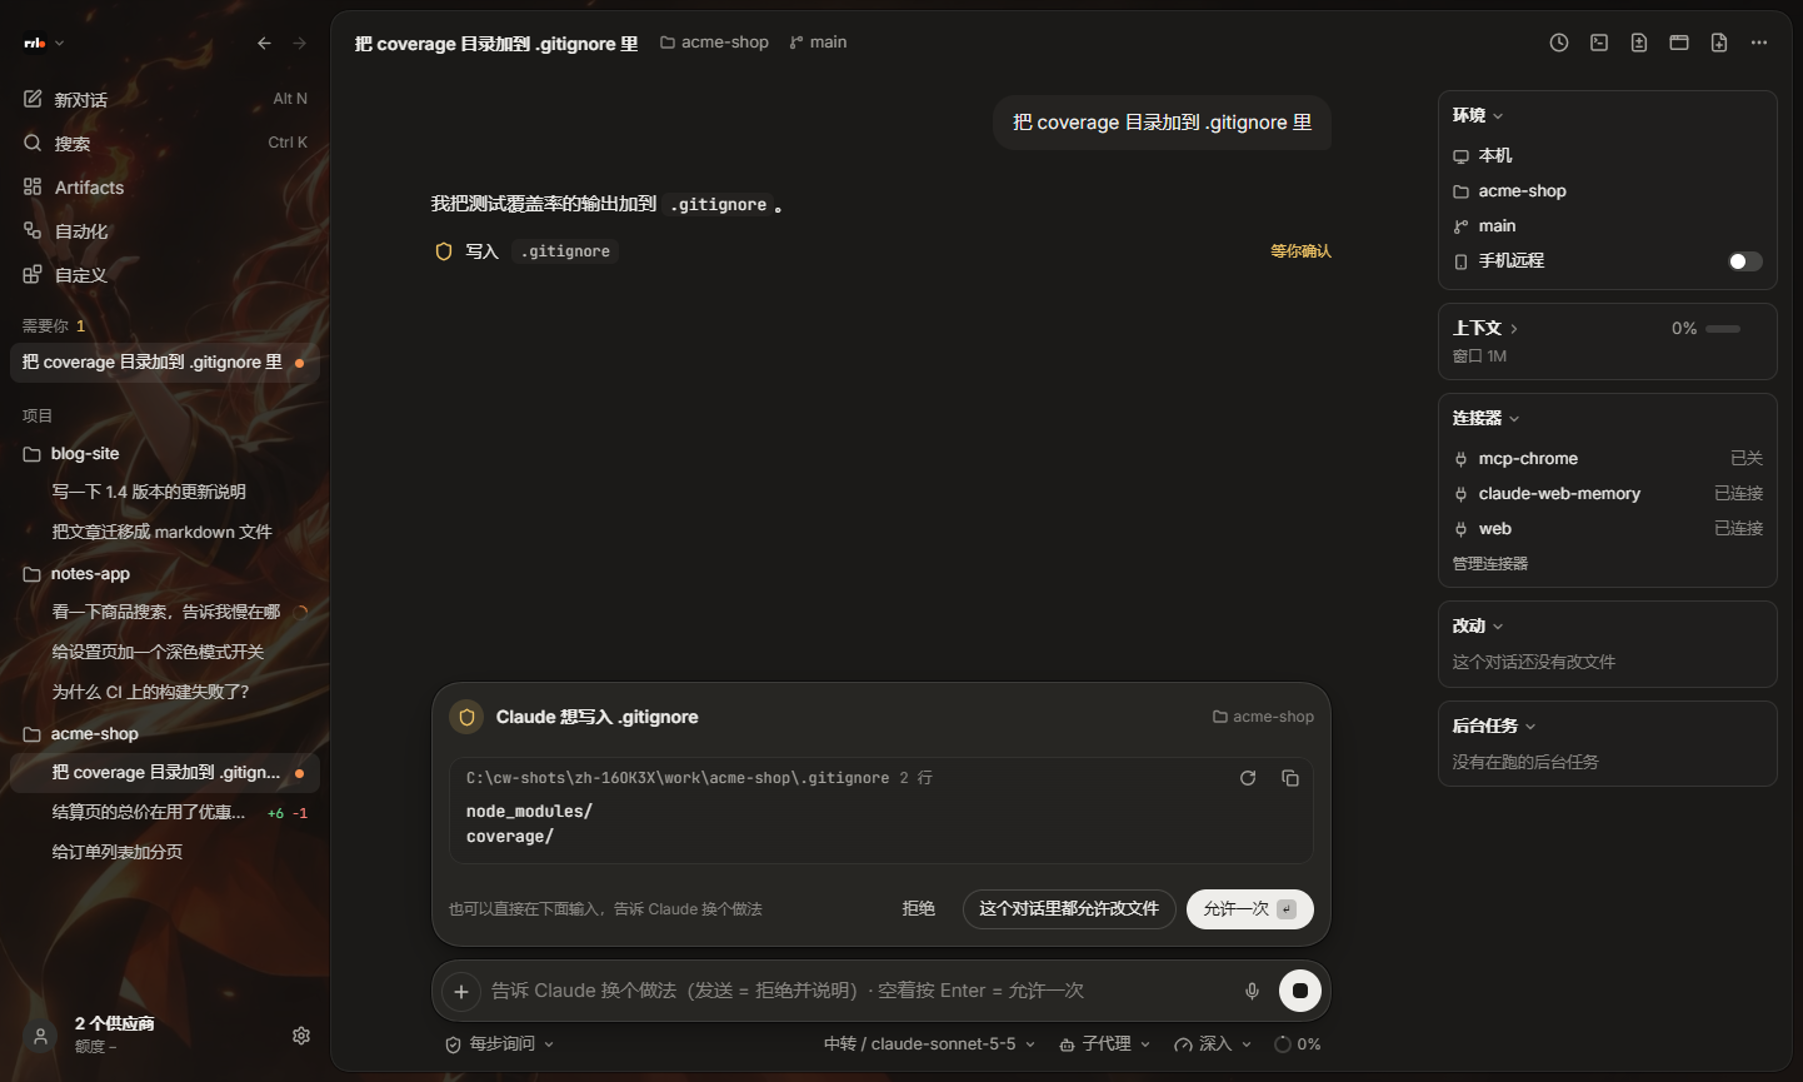 rrlo
新对话 Alt N
搜索 Ctrl K
Artifacts
自动化
自定义
需要你 1
把 coverage 目录加到 .gitignore 里
项目
blog-site
写一下 1.4 版本的更新说明
把文章迁移成 markdown 文件
notes-app
看一下商品搜索，告诉我慢在哪
给设置页加一个深色模式开关
为什么 CI 上的构建失败了?
acme-shop
把 coverage 目录加到 .gitign...
结算页的总价在用了优惠... +6 -1
给订单列表加分页
2 个供应商
额度 –
把 coverage 目录加到 .gitignore 里 acme-shop main
把 coverage 目录加到 .gitignore 里
我把测试覆盖率的输出加到 .gitignore 。
写入 .gitignore 等你确认
Claude 想写入 .gitignore acme-shop
C:\cw-shots\zh-16OK3X\work\acme-shop\.gitignore 2 行
node_modules/
coverage/
也可以直接在下面输入，告诉 Claude 换个做法 拒绝 这个对话里都允许改文件 允许一次
告诉 Claude 换个做法（发送 = 拒绝并说明）· 空着按 Enter = 允许一次
每步询问 中转 / claude-sonnet-5-5 子代理 深入 0%
环境
本机
acme-shop
main
手机远程
上下文 0%
窗口 1M
连接器
mcp-chrome 已关
claude-web-memory 已连接
web 已连接
管理连接器
改动
这个对话还没有改文件
后台任务
没有在跑的后台任务